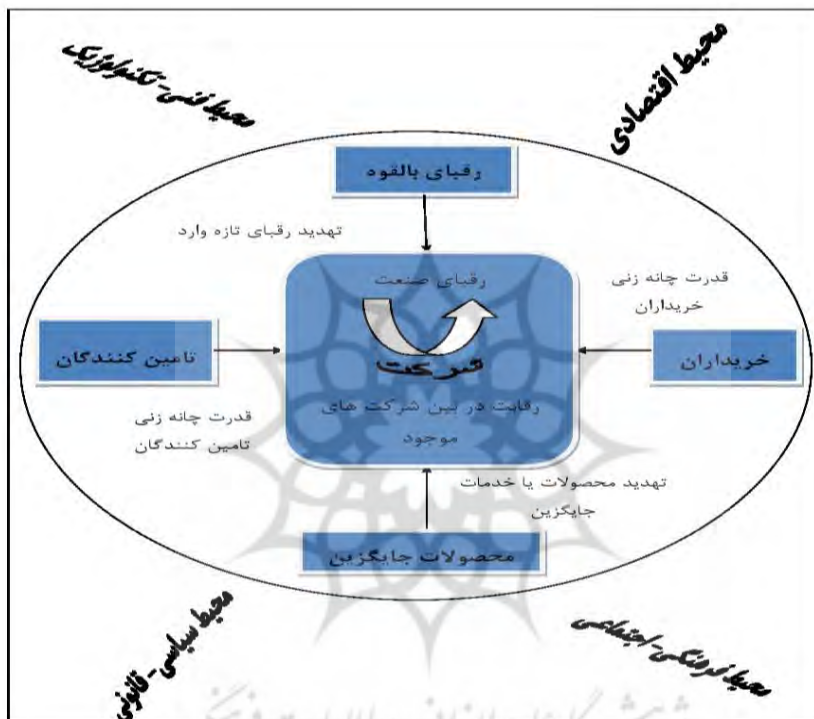 محیط اقتصادی
محیط فنی-تکنولوژیک
رقبای بالقوه
تهدید رقبای تازه وارد
رقبای صنعت
قدرت چانه زنی
خریداران
شرکت
خریداران
تامین کنندگان
رقابت در بین شرکت های
موجود
قدرت چانه زنی
تامین کنندگان
تهدید محصولات یا خدمات
جایگزین
محصولات جایگزین
محیط فرهنگی-اجتماعی
محیط سیاسی-قانونی